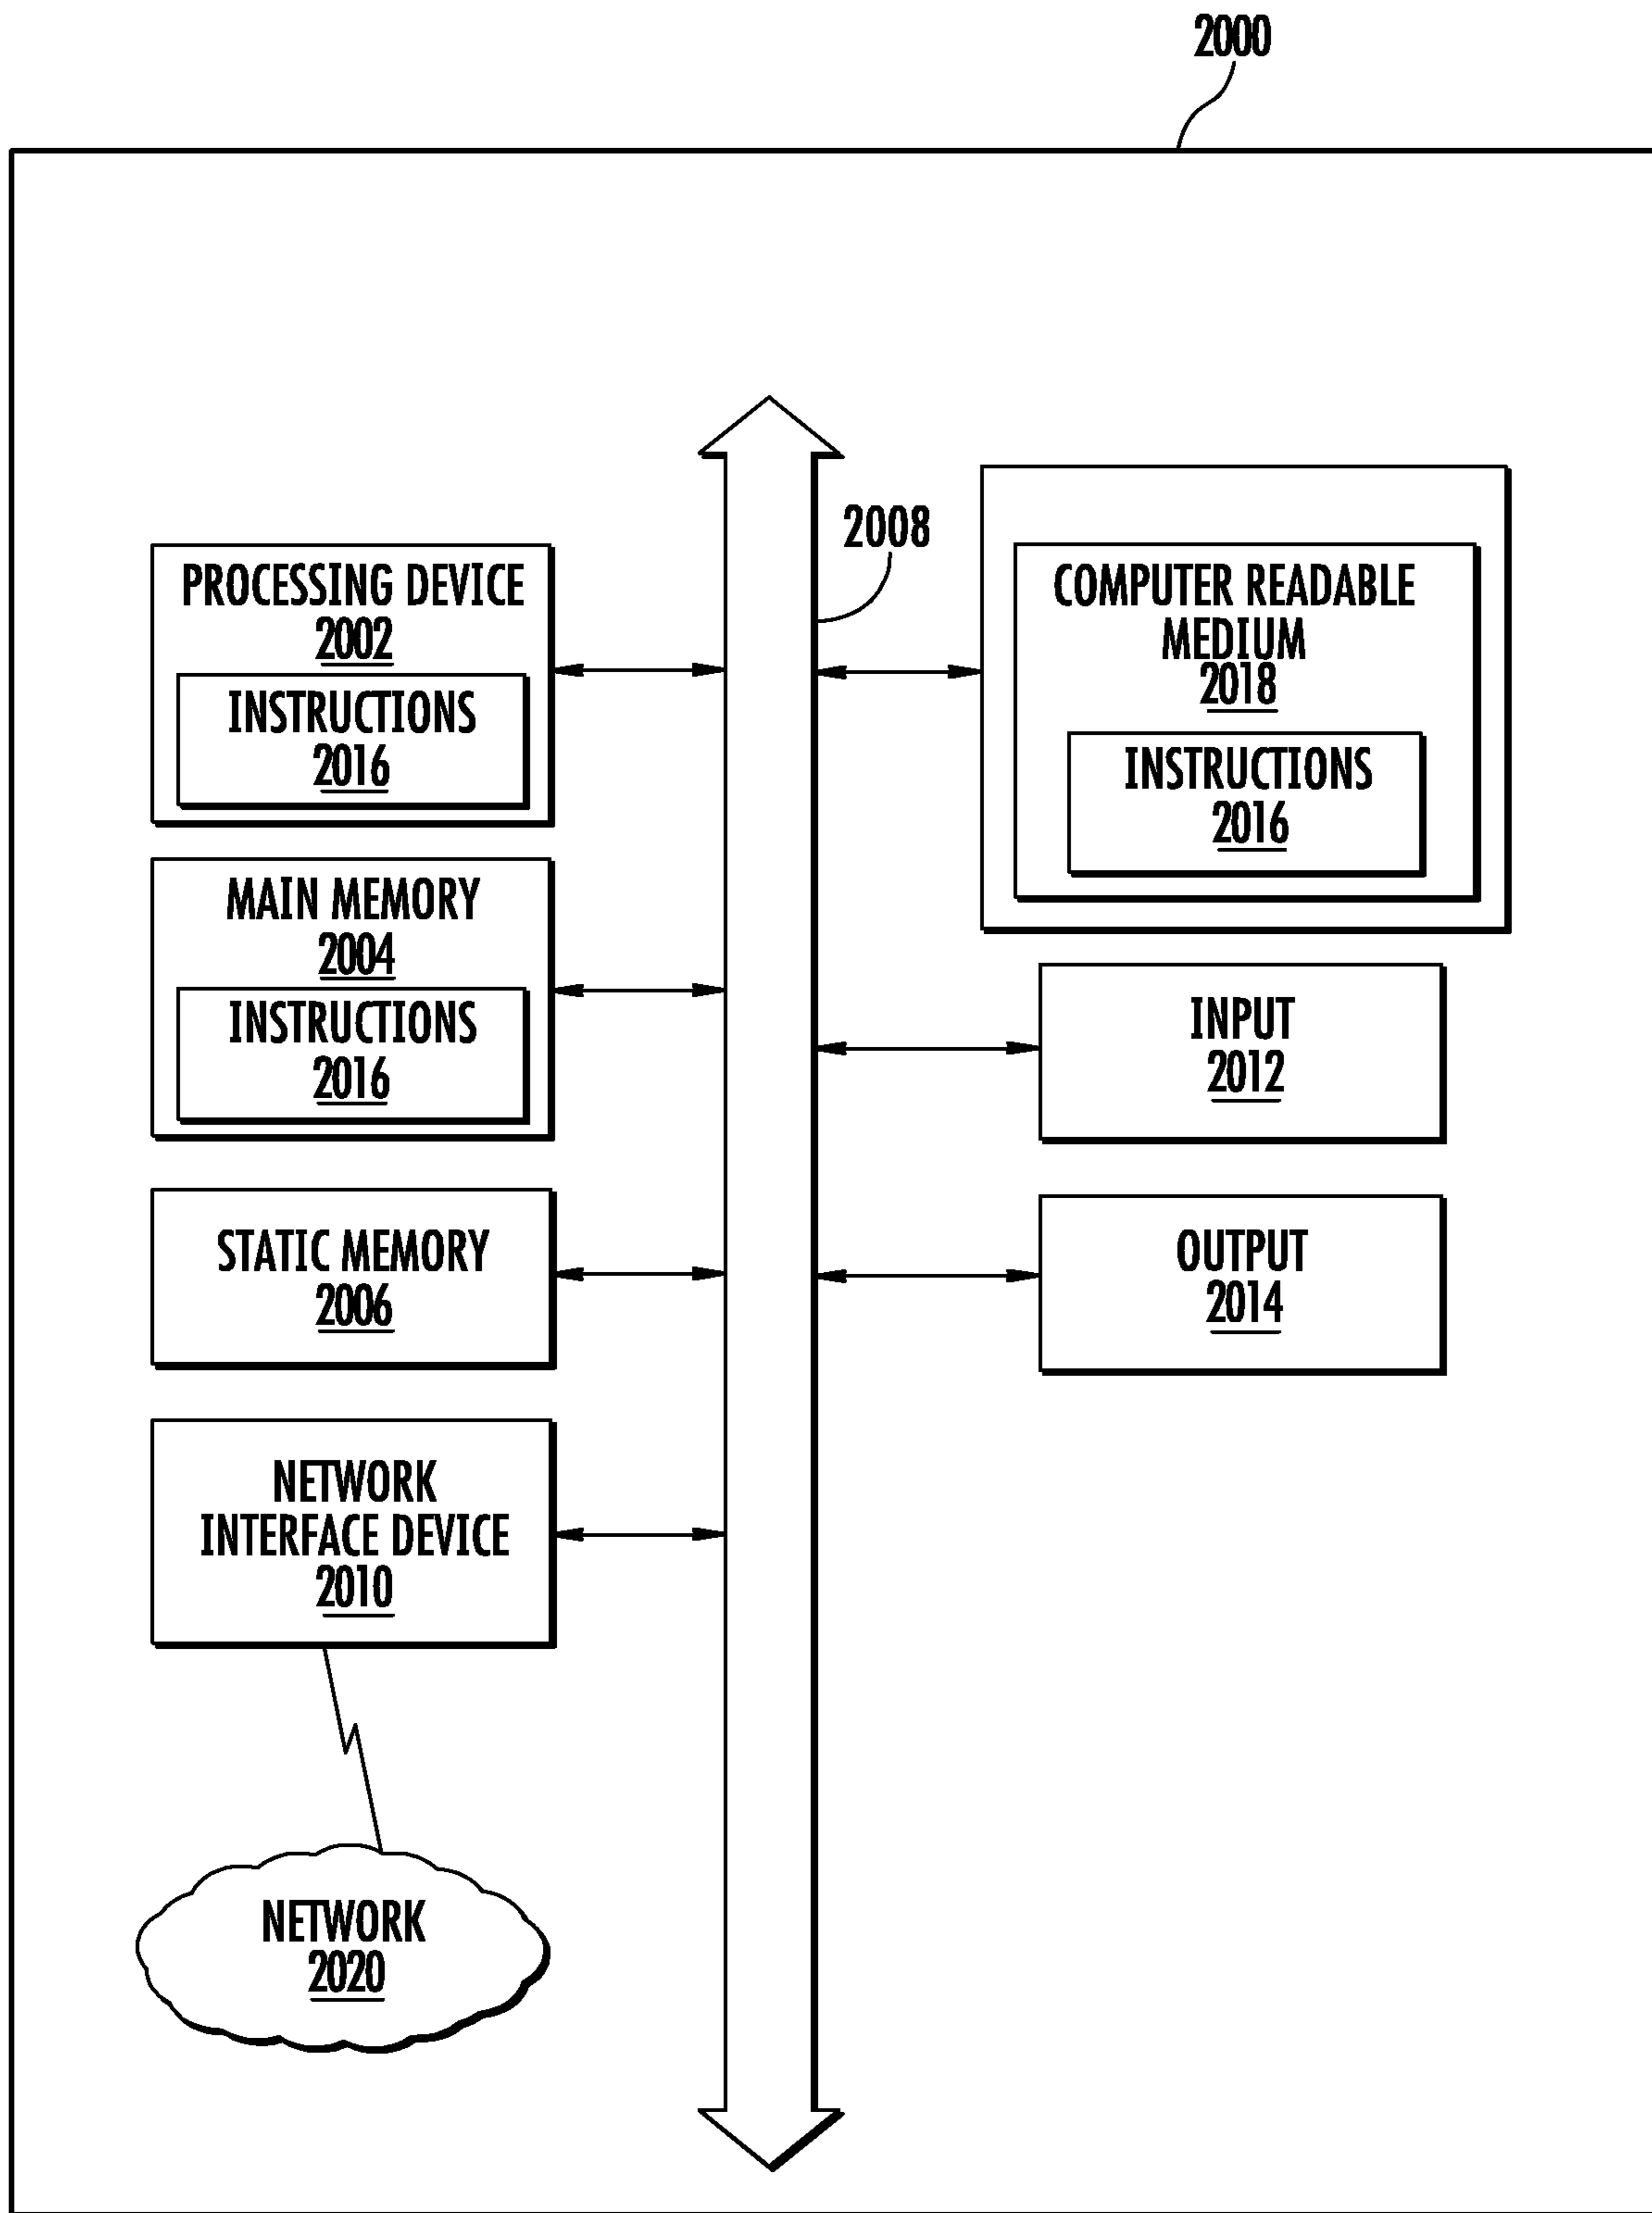 2000
PROCESSING DEVICE
2002
INSTRUCTIONS
2016
MAIN MEMORY
2004
INSTRUCTIONS
2016
STATIC MEMORY
2006
NETWORK
INTERFACE DEVICE
2010
NETWORK
2020
2008
COMPUTER READABLE
MEDIUM
2018
INSTRUCTIONS
2016
INPUT
2012
OUTPUT
2014